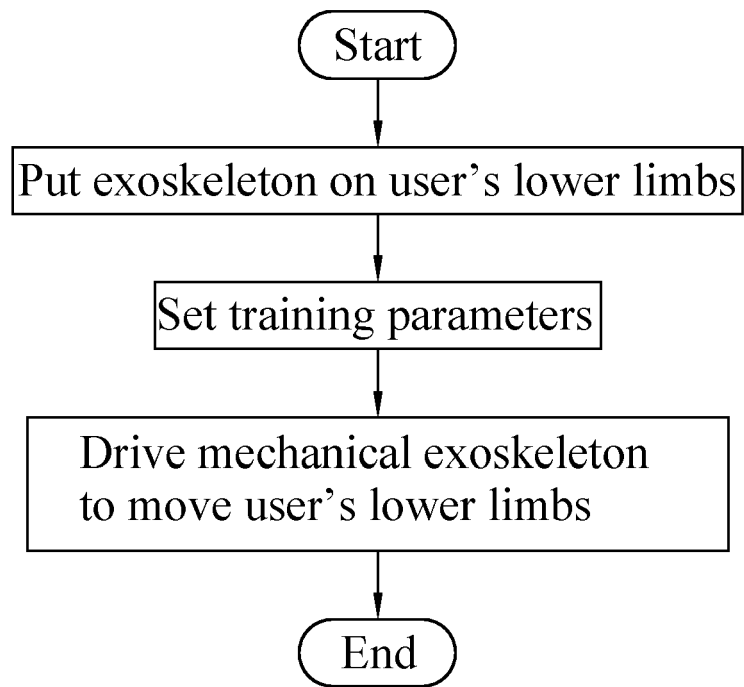 Start
Put exoskeleton on user’s lower limbs
Set training parameters
Drive mechanical exoskeleton
to move user’s lower limbs
End